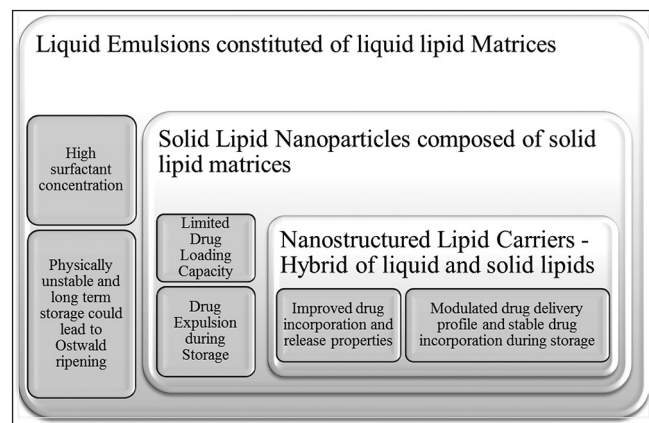 Liquid Emulsions constituted of liquid lipid Matrices
High
surfactant
concentration
Physically
unstable and
long term
storage could
lead to
Ostwald
ripening
Solid Lipid Nanoparticles composed of solid
lipid matrices
Limited
Drug
Loading
Capacity
Drug
Expulsion
during
Storage
Nanostructured Lipid Carriers -
Hybrid of liquid and solid lipids
Improved drug
incorporation and
release properties
Modulated drug delivery
profile and stable drug
incorporation during storage